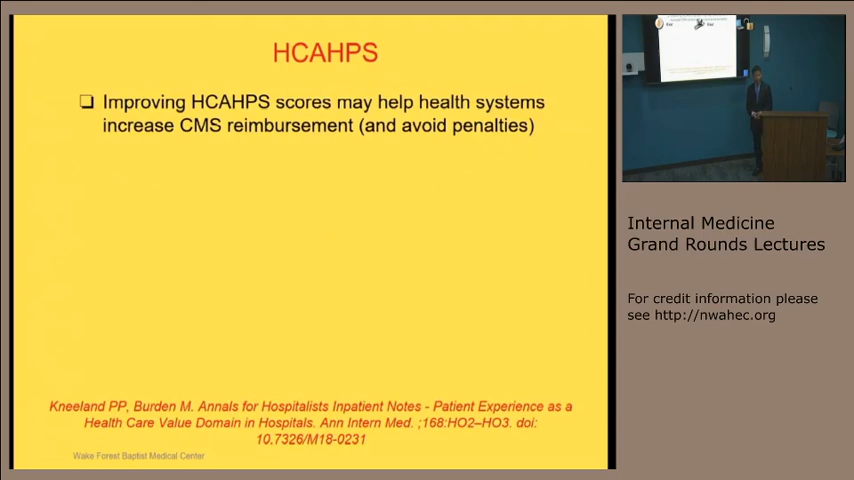 HCAHPS
❑ Improving HCAHPS scores may help health systems
increase CMS reimbursement (and avoid penalties)
Kneeland PP, Burden M. Annals for Hospitalists Inpatient Notes - Patient Experience as a
Health Care Value Domain in Hospitals. Ann Intern Med. ;168:HO2–HO3. doi:
10.7326/M18-0231
Wake Forest Baptist Medical Center
Internal Medicine
Grand Rounds Lectures
For credit information please
see http://nwahec.org